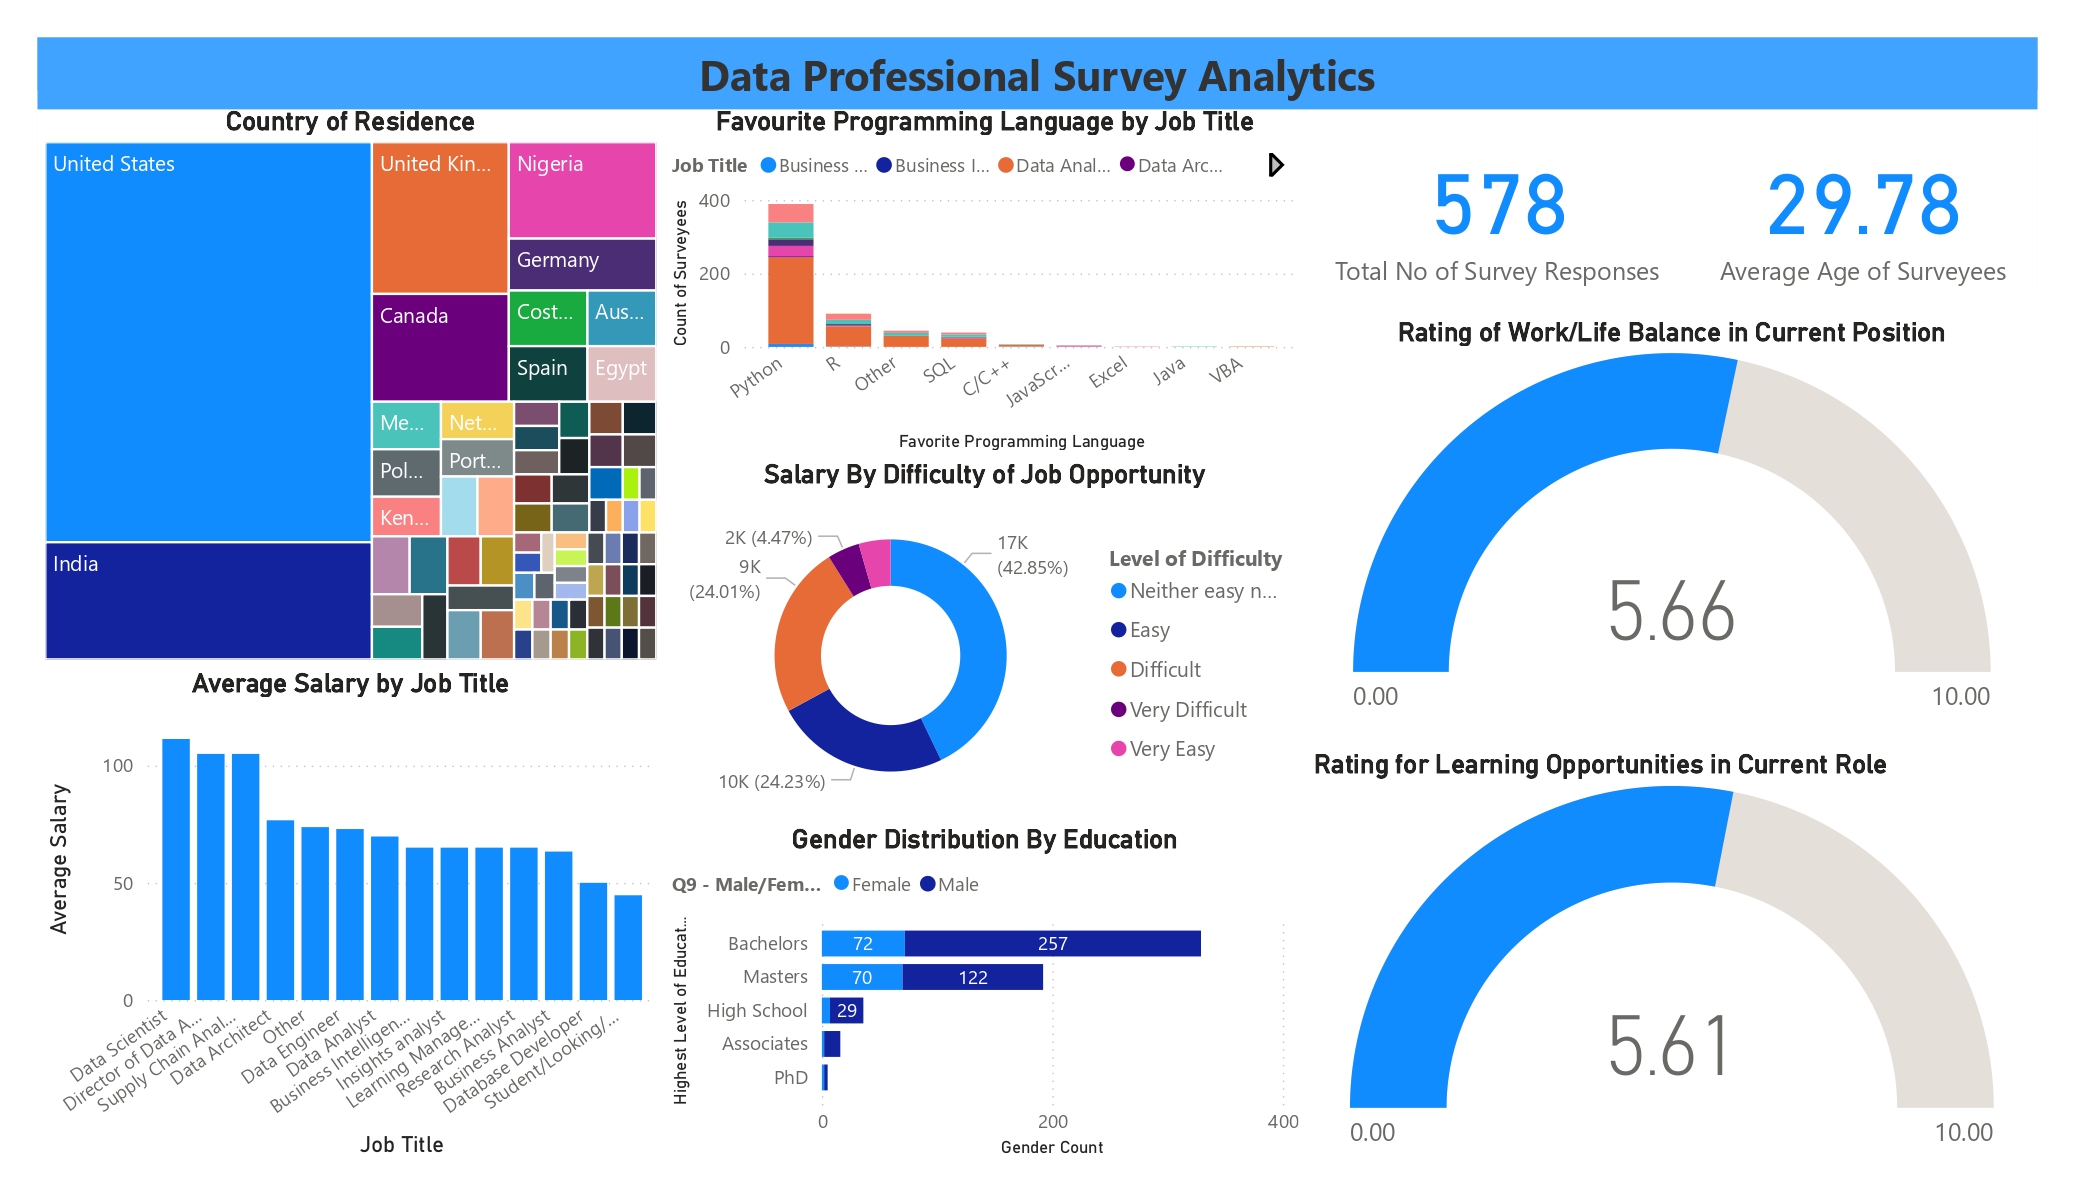 Data Professional Survey Analytics
Country of Residence
United States
United Kin...
Nigeria
Germany
Canada
Cost...
Aus...
Spain
Egypt
Me...
Net...
Pol...
Port...
Ken...
India
Favourite Programming Language by Job Title
Job Title
Business ...
Business I...
Data Anal...
Data Arc...
Count of Surveyees
400
200
0
Python
R
Other
SQL
C/C++
JavaScr...
Excel
Java
VBA
Favorite Programming Language
578
Total No of Survey Responses
29.78
Average Age of Surveyees
Rating of Work/Life Balance in Current Position
5.66
0.00
10.00
Salary By Difficulty of Job Opportunity
2K (4.47%)
17K
(42.85%)
9K
(24.01%)
10K (24.23%)
Level of Difficulty
Neither easy n...
Easy
Difficult
Very Difficult
Very Easy
Average Salary by Job Title
Average Salary
100
50
0
Data Scientist
Director of Data A...
Supply Chain Anal...
Data Architect
Other
Data Engineer
Data Analyst
Business Intelligen...
Insights analyst
Learning Manage...
Research Analyst
Business Analyst
Database Developer
Student/Looking/...
Job Title
Gender Distribution By Education
Q9 - Male/Fem...
Female
Male
Highest Level of Educat...
Bachelors
72
257
Masters
70
122
High School
29
Associates
PhD
0
200
400
Gender Count
Rating for Learning Opportunities in Current Role
5.61
0.00
10.00